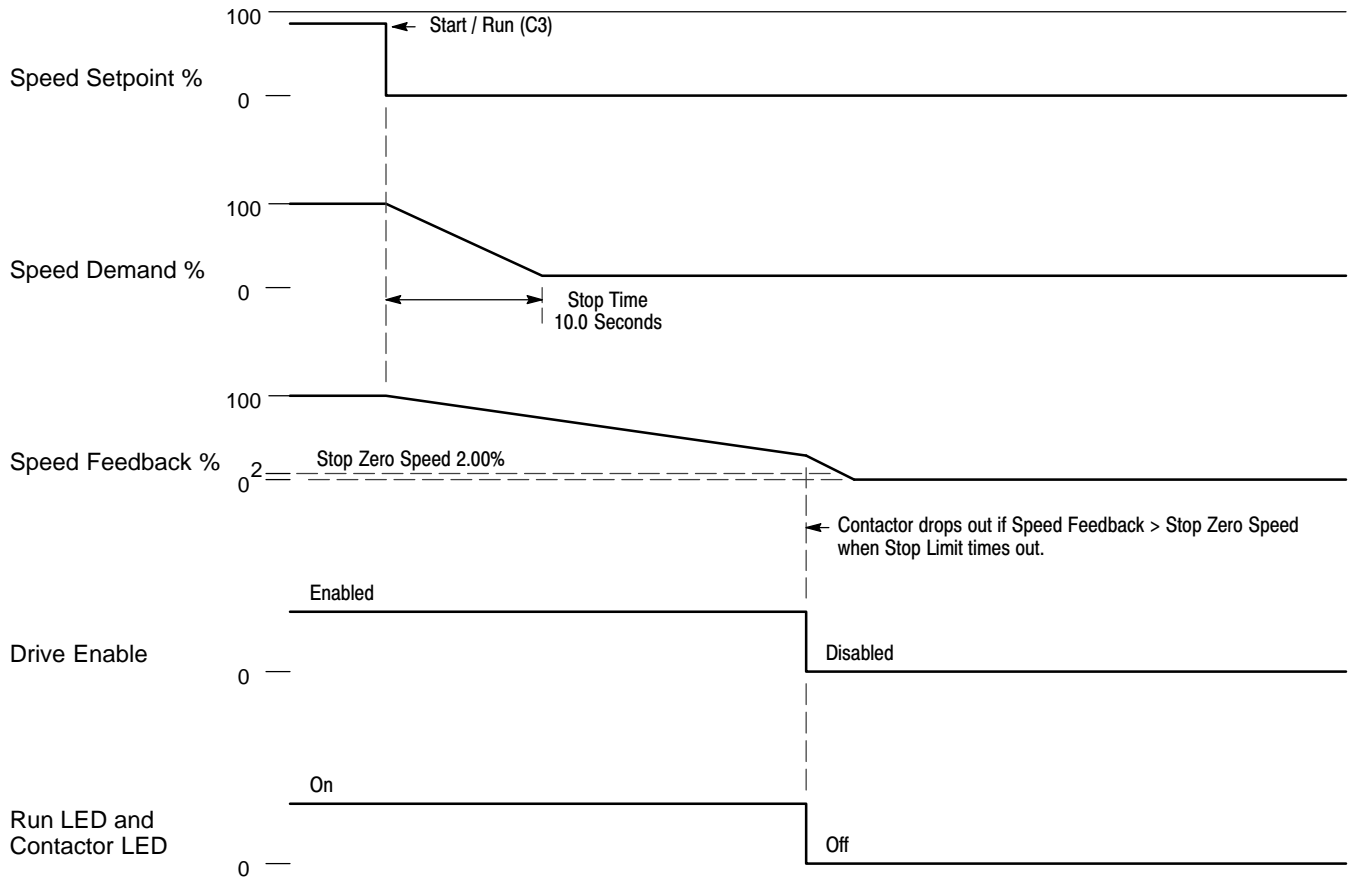 100
Start / Run (C3)
Speed Setpoint %
0
100
Speed Demand %
0
Stop Time
10.0 Seconds
100
Speed Feedback %
Stop Zero Speed 2.00%
2
0
Contactor drops out if Speed Feedback > Stop Zero Speed
when Stop Limit times out.
Enabled
Drive Enable
Disabled
0
On
Run LED and
Contactor LED
Off
0